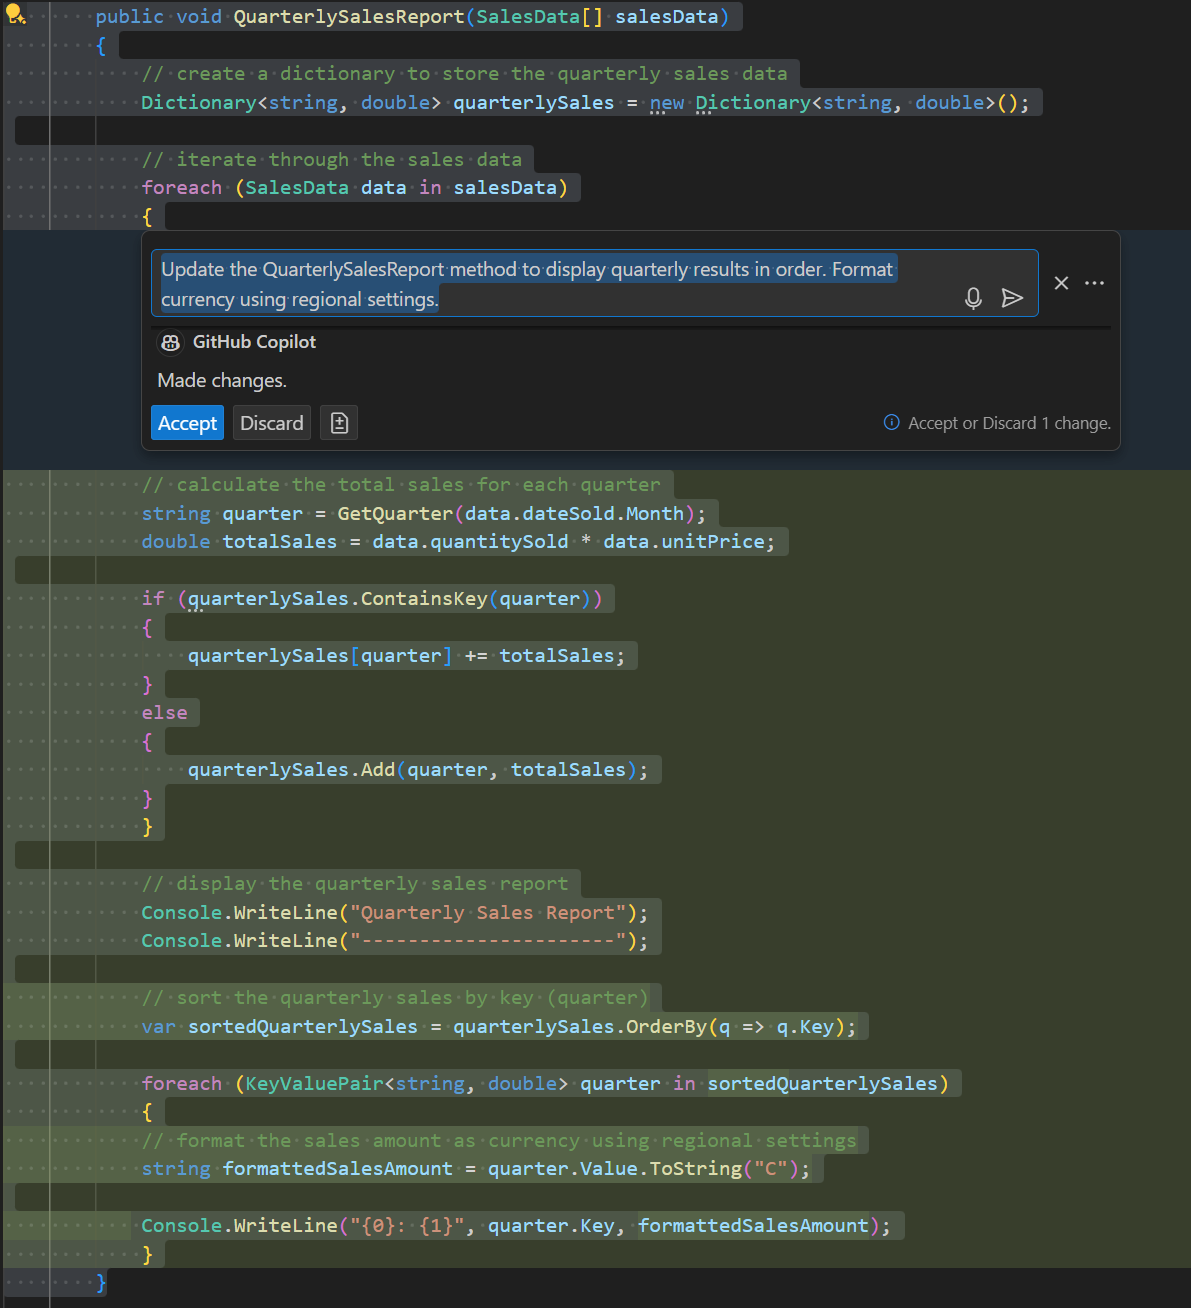 public void QuarterlySalesReport(SalesData[] salesData)
{
// create a dictionary to store the quarterly sales data
Dictionary<string, double> quarterlySales = new Dictionary<string, double>();
// iterate through the sales data
foreach (SalesData data in salesData)
{
Update the QuarterlySalesReport method to display quarterly results in order. Format
currency using regional settings.
GitHub Copilot
Made changes.
Accept Discard Accept or Discard 1 change.
// calculate the total sales for each quarter
string quarter = GetQuarter(data.dateSold.Month);
double totalSales = data.quantitySold * data.unitPrice;
if (quarterlySales.ContainsKey(quarter))
{
quarterlySales[quarter] += totalSales;
}
else
{
quarterlySales.Add(quarter, totalSales);
}
}
// display the quarterly sales report
Console.WriteLine("Quarterly Sales Report");
Console.WriteLine("----------------------");
// sort the quarterly sales by key (quarter)
var sortedQuarterlySales = quarterlySales.OrderBy(q => q.Key);
foreach (KeyValuePair<string, double> quarter in sortedQuarterlySales)
{
// format the sales amount as currency using regional settings
string formattedSalesAmount = quarter.Value.ToString("C");
Console.WriteLine("{0}: {1}", quarter.Key, formattedSalesAmount);
}
}